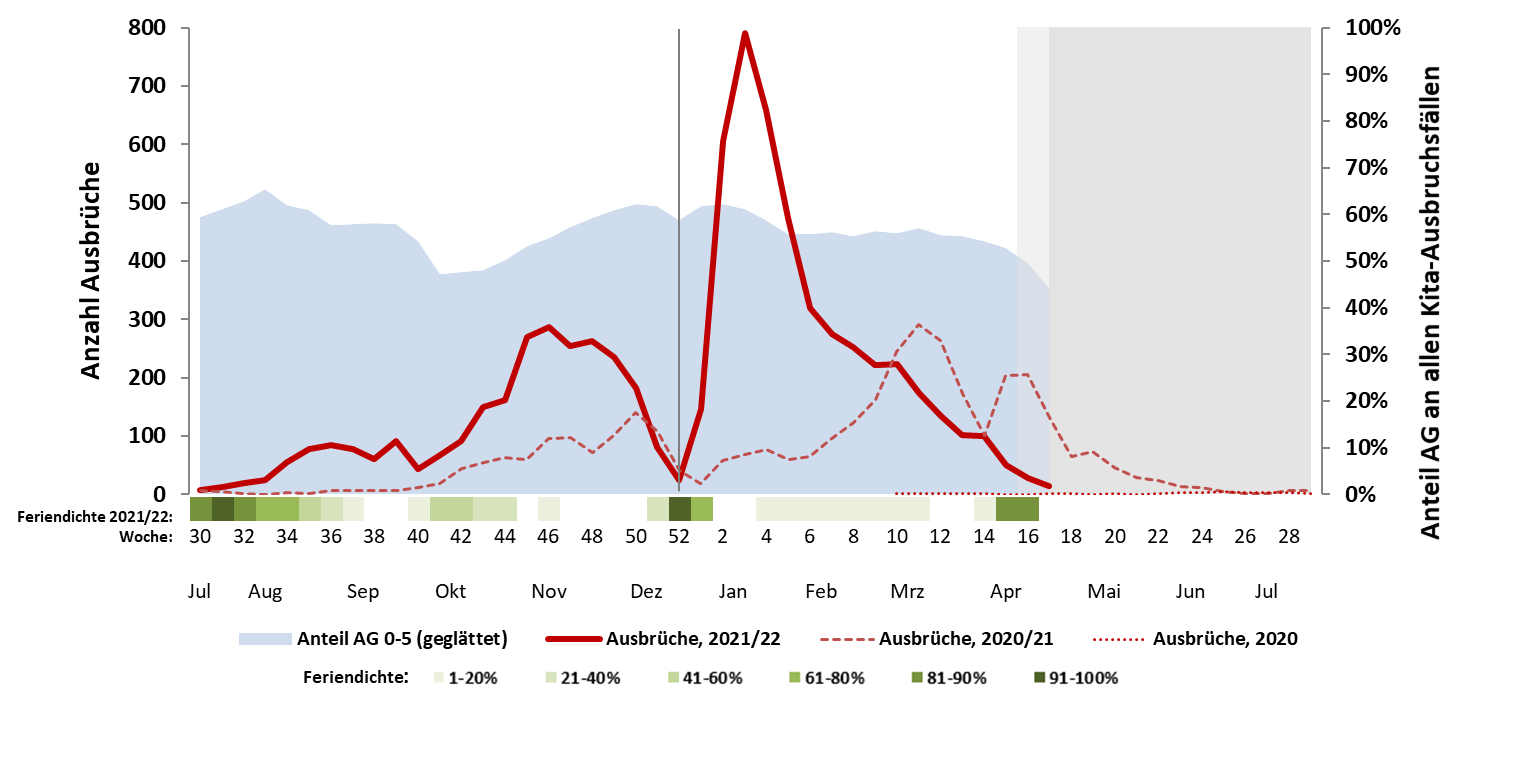 800
700
600
500
400
300
200
100
0
Anzahl Ausbrüche
100%
90%
80%
70%
60%
50%
40%
30%
20%
10%
0%
Anteil AG an allen Kita-Ausbruchsfällen
Feriendichte 2021/22:
Woche: 30 32 34 36 38 40 42 44 46 48 50 52 2 4 6 8 10 12 14 16 18 20 22 24 26 28
Jul Aug Sep Okt Nov Dez Jan Feb Mrz Apr Mai Jun Jul
Anteil AG 0-5 (geglättet) Ausbrüche, 2021/22 Ausbrüche, 2020/21 Ausbrüche, 2020
Feriendichte: 1-20% 21-40% 41-60% 61-80% 81-90% 91-100%